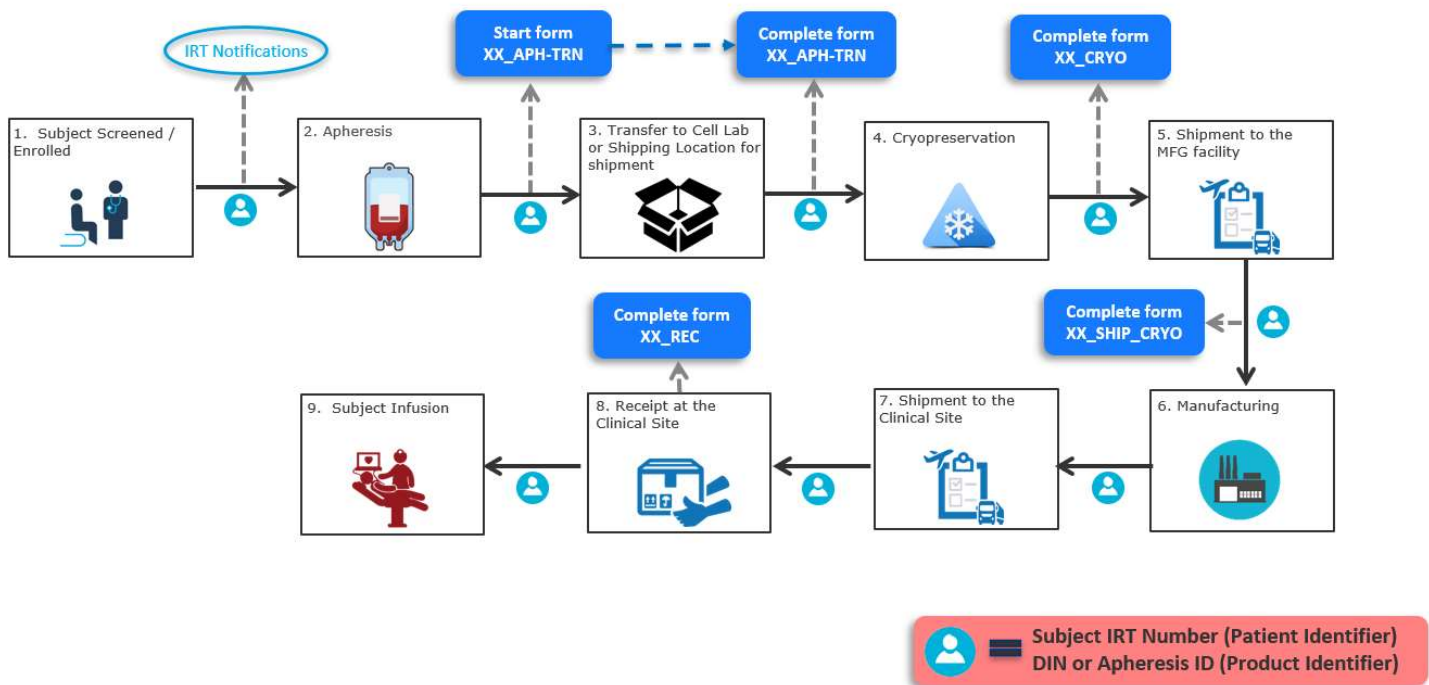 IRT Notifications
Start form
XX_APH-TRN
Complete form
XX_APH-TRN
Complete form
XX_CRYO
1. Subject Screened /
Enrolled
2. Apheresis
3. Transfer to Cell Lab
or Shipping Location for
shipment
4. Cryopreservation
5. Shipment to the
MFG facility
Complete form
XX_SHIP_CRYO
Complete form
XX_REC
9. Subject Infusion
8. Receipt at the
Clinical Site
7. Shipment to the
Clinical Site
6. Manufacturing
Subject IRT Number (Patient Identifier)
DIN or Apheresis ID (Product Identifier)